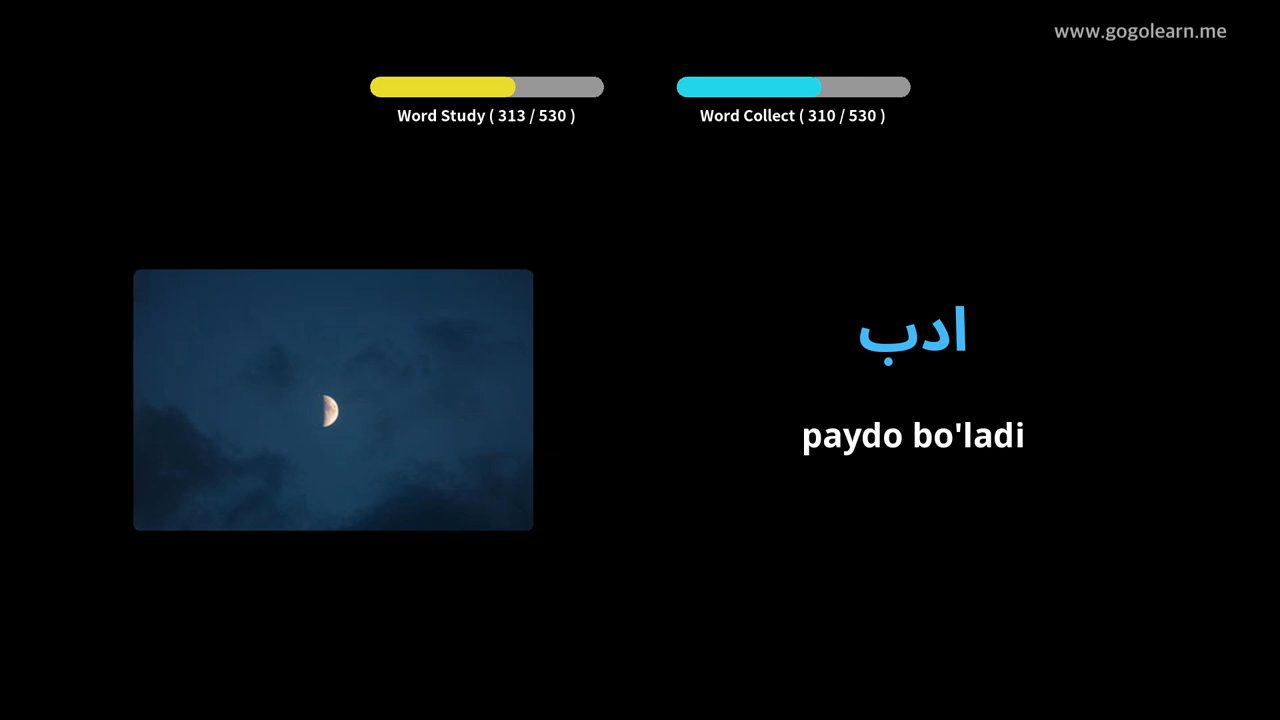 www.gogolearn.me
Word Study ( 313 / 530 )
Word Collect ( 310 / 530 )
ادب
paydo bo'ladi